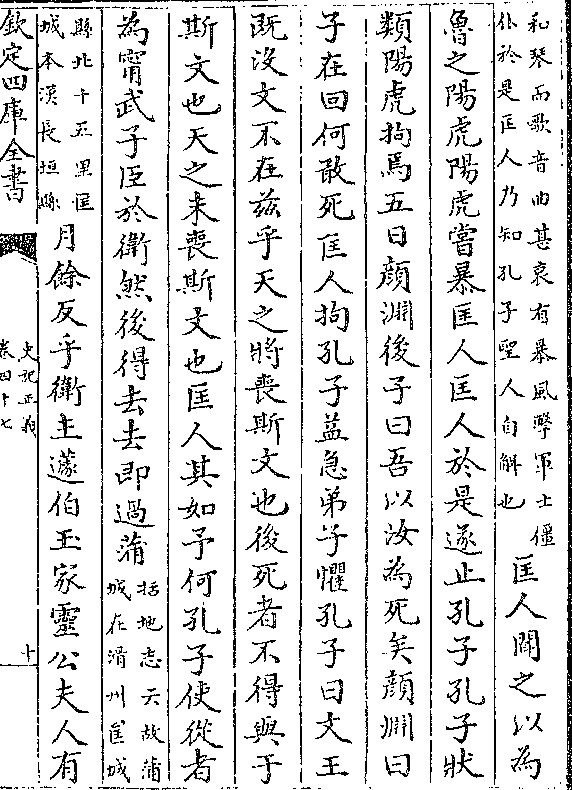 和琴而歌音曲甚哀有暴風擊軍士僵
仆於是匡人乃知孔子聖人自解也
匡人聞之以為
魯之陽虎陽虎嘗暴匡人匡人於是遂止孔子孔子狀
類陽虎拘焉五日顔淵後子曰吾以汝為死矣顔淵曰
子在回何敢死匡人拘孔子益急弟子懼孔子曰文王
既沒文不在兹乎天之將喪斯文也後死者不得與于
斯文也天之未喪斯文也匡人其如予何孔子使從者
為甯武子臣於衛然後得去去即過蒲
括地志云故蒲
城在滑州匡城
縣北十五里匡
城本漢長垣縣
月餘反乎衛主蘧伯玉家靈公夫人有
欽定四庫全書
史記正義
卷四十七
十